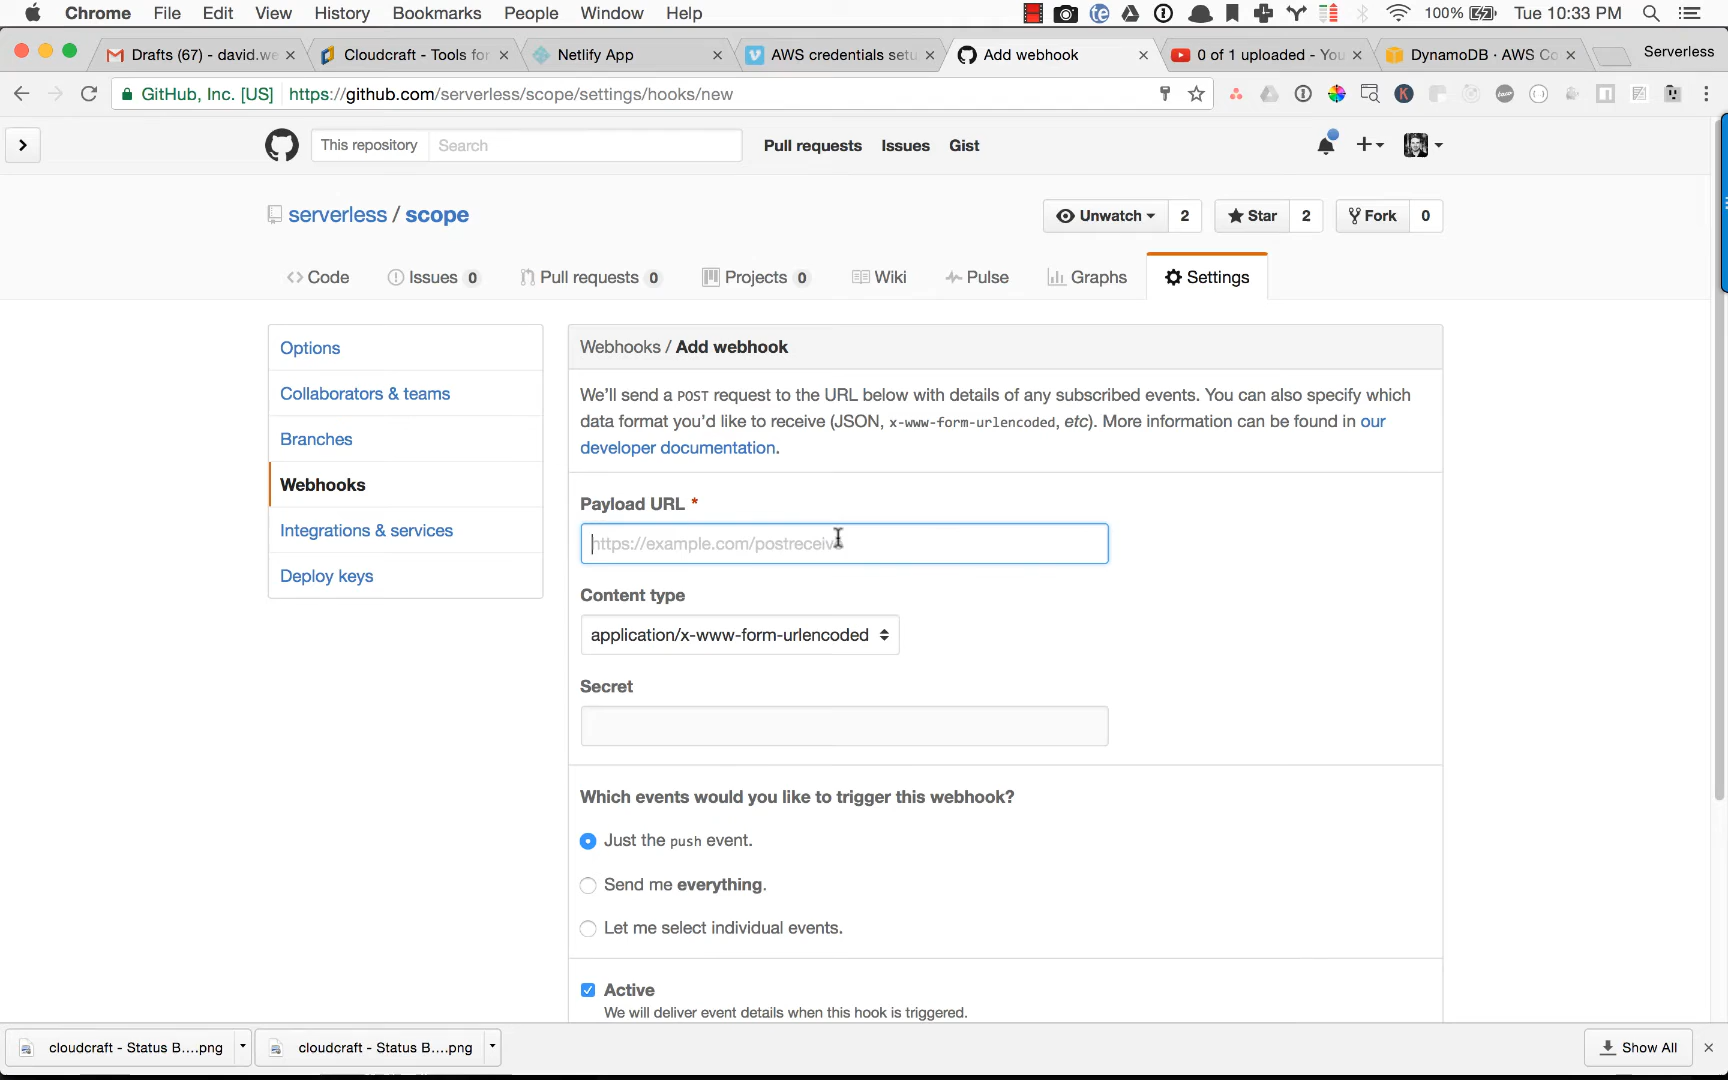 Chrome File Edit View History Bookmarks People Window Help 100% Tue 10:33 PM
Drafts (67) - david.we Cloudcraft - Tools for Netlify App AWS credentials setu Add webhook 0 of 1 uploaded - You DynamoDB · AWS Co Serverless
GitHub, Inc. [US] https://github.com/serverless/scope/settings/hooks/new
This repository Search Pull requests Issues Gist
serverless / scope Unwatch 2 Star 2 Fork 0
Code Issues 0 Pull requests 0 Projects 0 Wiki Pulse Graphs Settings
Options
Collaborators & teams
Branches
Webhooks
Integrations & services
Deploy keys
Webhooks / Add webhook
We'll send a POST request to the URL below with details of any subscribed events. You can also specify which
data format you'd like to receive (JSON, x-www-form-urlencoded, etc). More information can be found in our
developer documentation.
Payload URL *
https://example.com/postreceive
Content type
application/x-www-form-urlencoded
Secret
Which events would you like to trigger this webhook?
Just the push event.
Send me everything.
Let me select individual events.
Active
We will deliver event details when this hook is triggered.
cloudcraft - Status B....png cloudcraft - Status B....png Show All